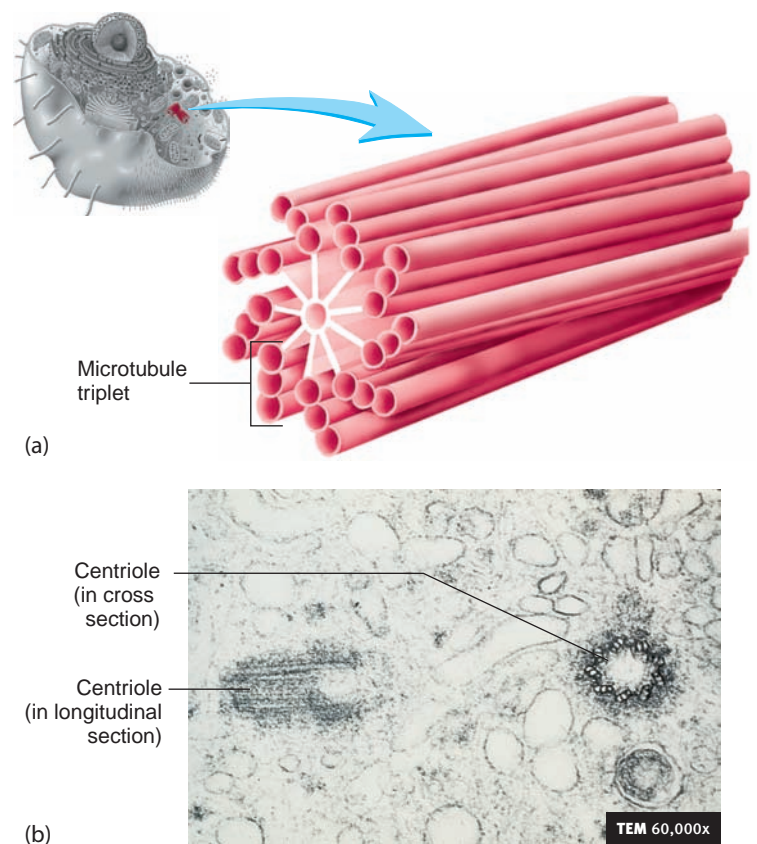 Microtubule
triplet
(a)
Centriole
(in cross
section)
Centriole
(in longitudinal
section)
TEM 60,000x
(b)